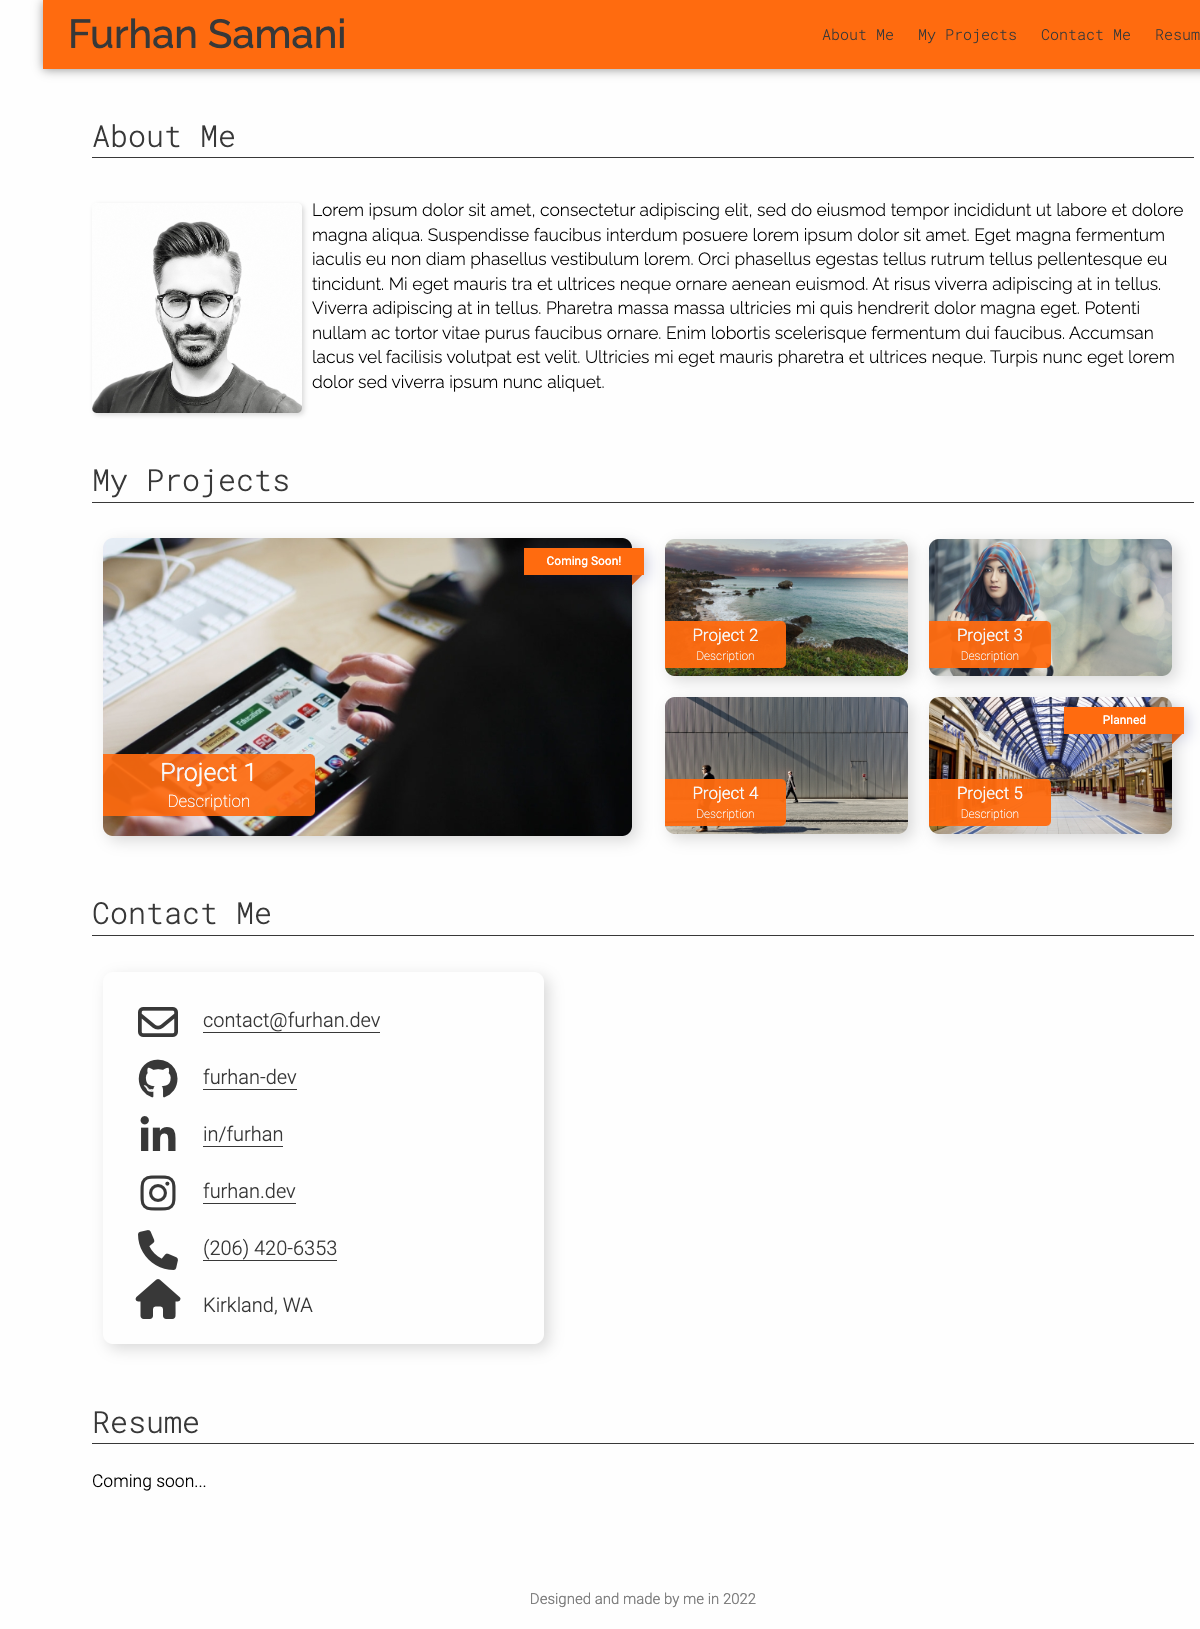 Furhan Samani
About Me My Projects Contact Me Resum
About Me
Lorem ipsum dolor sit amet, consectetur adipiscing elit, sed do eiusmod tempor incididunt ut labore et dolore
magna aliqua. Suspendisse faucibus interdum posuere lorem ipsum dolor sit amet. Eget magna fermentum
iaculis eu non diam phasellus vestibulum lorem. Orci phasellus egestas tellus rutrum tellus pellentesque eu
tincidunt. Mi eget mauris tra et ultrices neque ornare aenean euismod. At risus viverra adipiscing at in tellus.
Viverra adipiscing at in tellus. Pharetra massa massa ultricies mi quis hendrerit dolor magna eget. Potenti
nullam ac tortor vitae purus faucibus ornare. Enim lobortis scelerisque fermentum dui faucibus. Accumsan
lacus vel facilisis volutpat est velit. Ultricies mi eget mauris pharetra et ultrices neque. Turpis nunc eget lorem
dolor sed viverra ipsum nunc aliquet.
My Projects
Coming Soon!
Education
Project 1
Description
Project 2
Description
Project 3
Description
Project 4
Description
Planned
Project 5
Description
Contact Me
contact@furhan.dev
furhan-dev
in/furhan
furhan.dev
(206) 420-6353
Kirkland, WA
Resume
Coming soon...
Designed and made by me in 2022